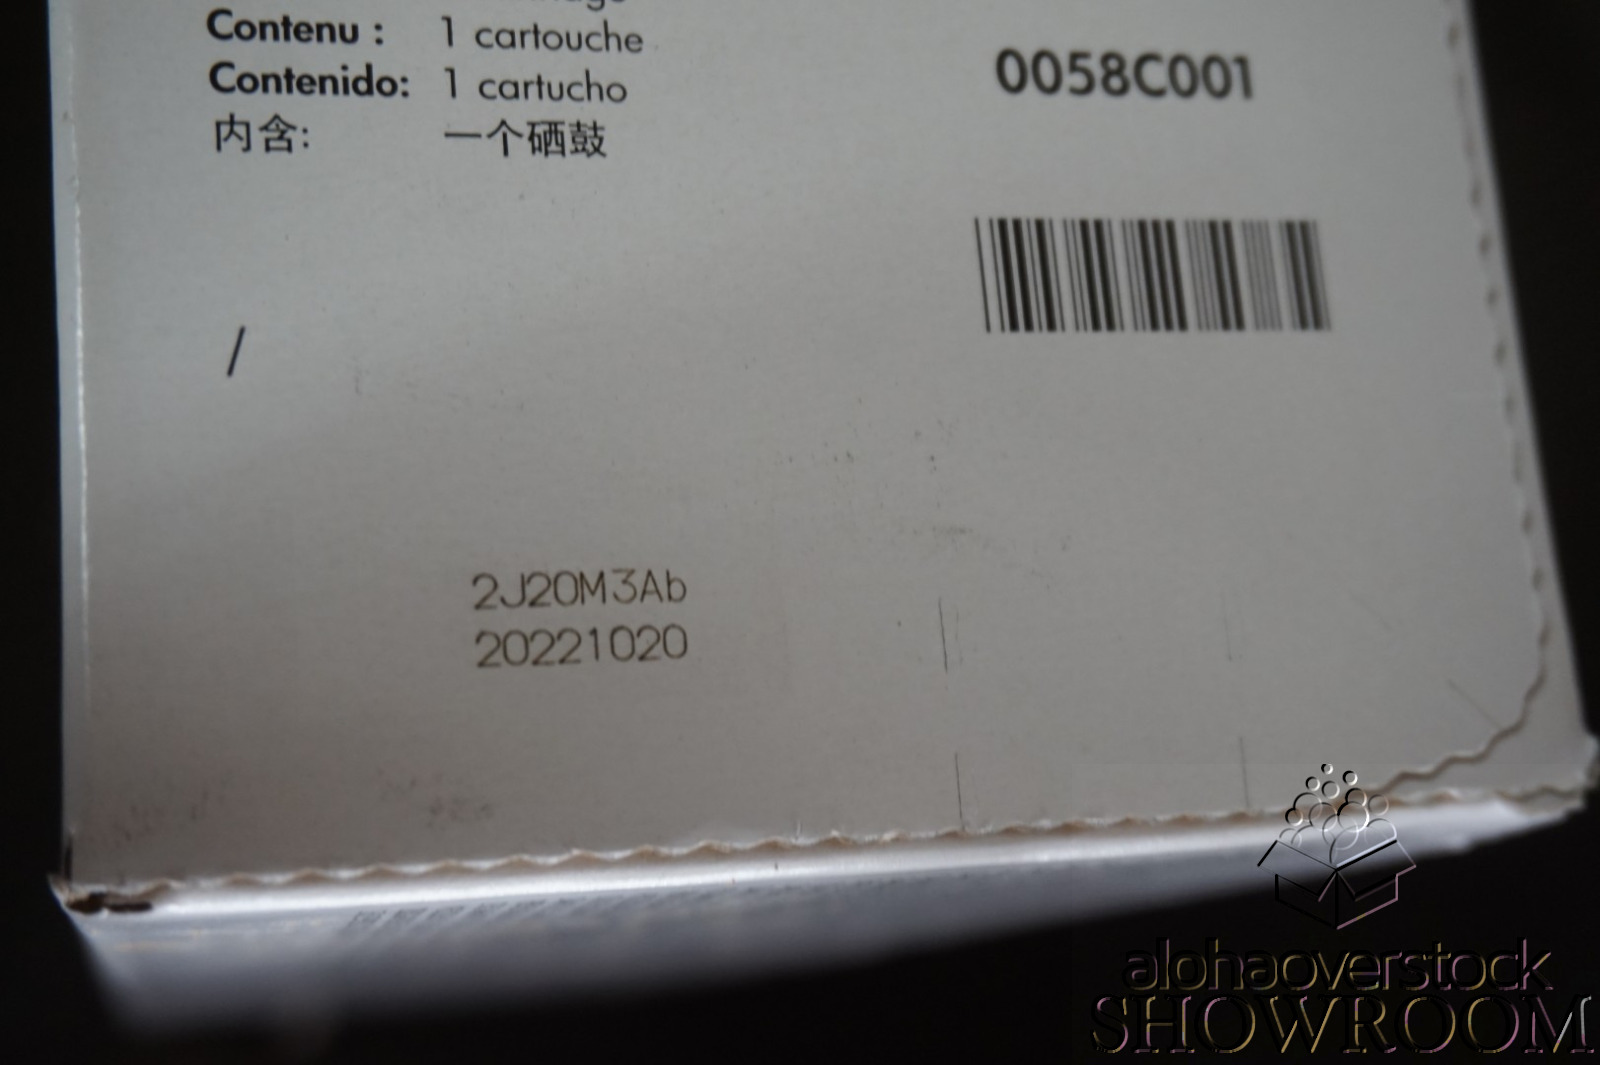 Contenu : 1 cartouche
Contenido: 1 cartucho
内含: 一个硒鼓
0058C001
/
2J20M3Ab
20221020
alohaoverstock
SHOWROOM